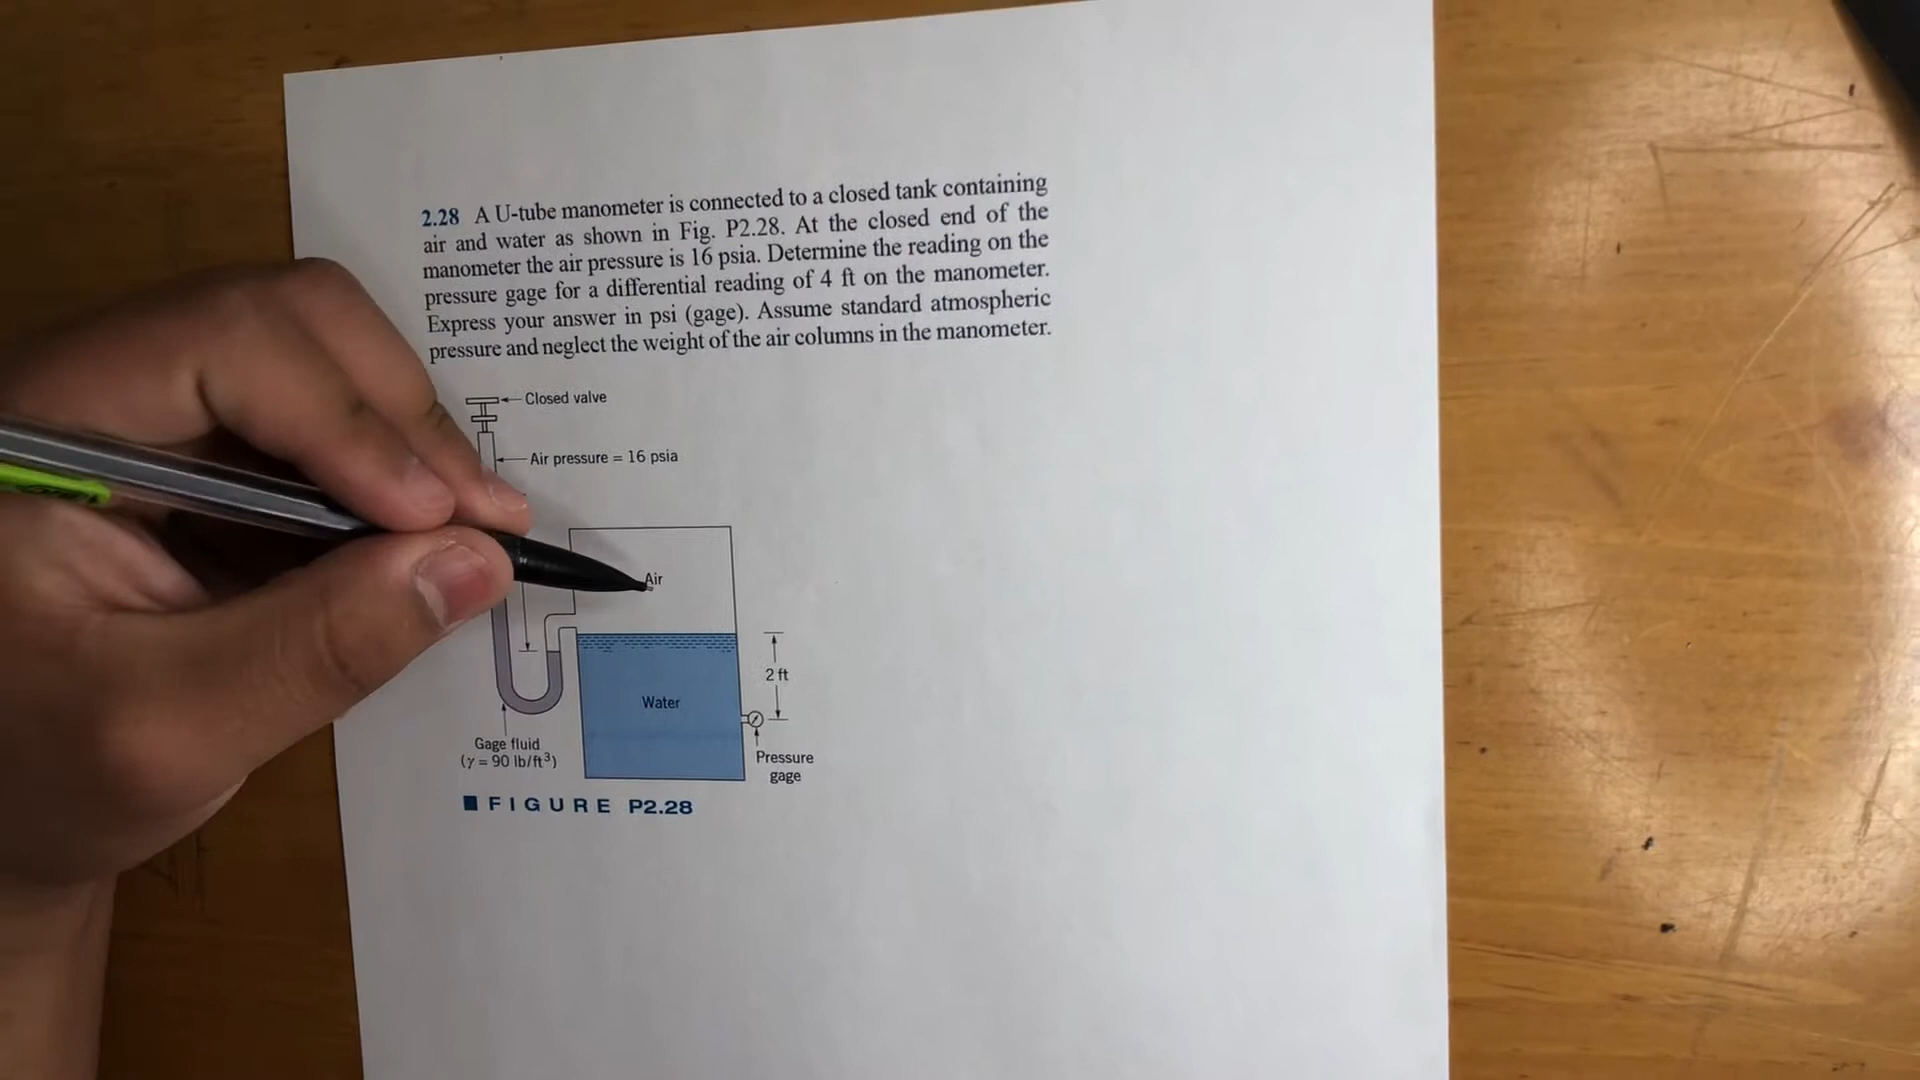 2.28 A U-tube manometer is connected to a closed tank containing
air and water as shown in Fig. P2.28. At the closed end of the
manometer the air pressure is 16 psia. Determine the reading on the
pressure gage for a differential reading of 4 ft on the manometer.
Express your answer in psi (gage). Assume standard atmospheric
pressure and neglect the weight of the air columns in the manometer.
Closed valve
Air pressure = 16 psia
Air
2 ft
Water
Gage fluid
(γ = 90 lb/ft³)
Pressure
gage
FIGURE P2.28